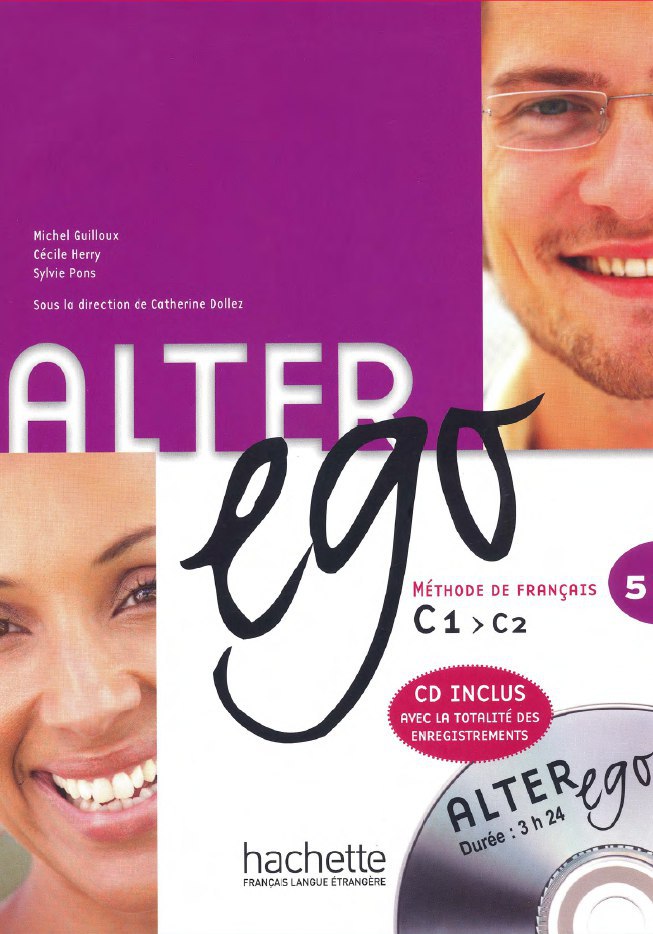 Michel Guilloux
Cécile Herry
Sylvie Pons
Sous la direction de Catherine Dollez
ALTER
ego
MÉTHODE DE FRANÇAIS
5
C1 > C2
CD INCLUS
AVEC LA TOTALITÉ DES
ENREGISTREMENTS
ALTER ego
Durée : 3 h 24
hachette
FRANÇAIS LANGUE ÉTRANGÈRE